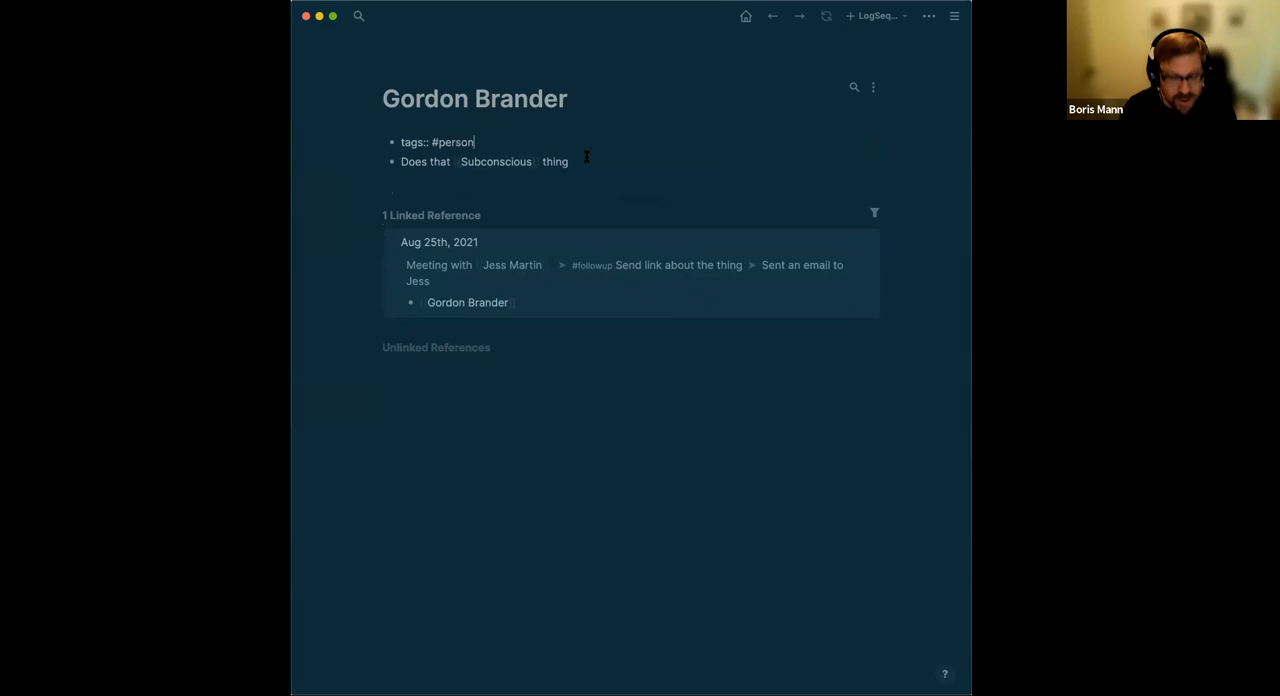 LogSeq...
Gordon Brander
tags:: #person
Does that [[Subconscious]] thing
1 Linked Reference
Aug 25th, 2021
Meeting with [[Jess Martin]] ➤ #followup Send link about the thing ➤ Sent an email to
Jess
[[Gordon Brander]]
Unlinked References
?
Boris Mann